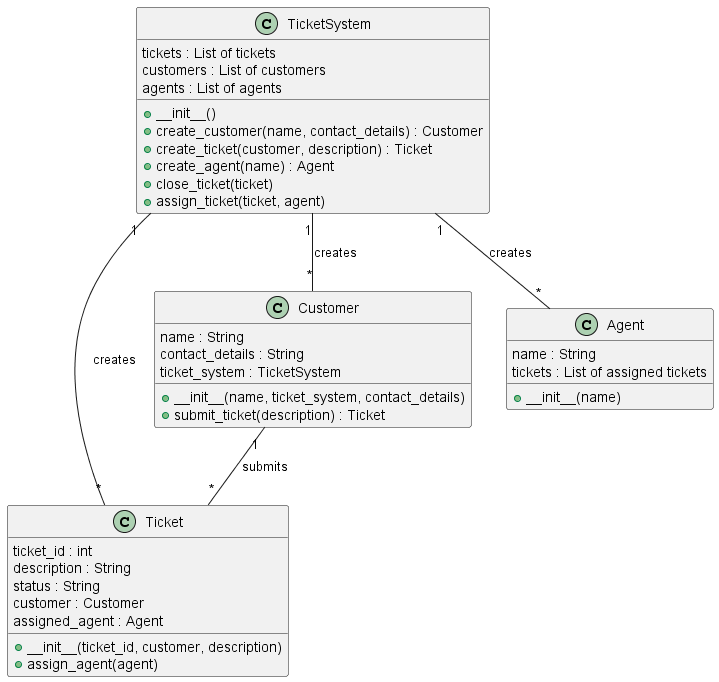 C TicketSystem
tickets : List of tickets
customers : List of customers
agents : List of agents
__init__()
create_customer(name, contact_details) : Customer
create_ticket(customer, description) : Ticket
create_agent(name) : Agent
close_ticket(ticket)
assign_ticket(ticket, agent)
1
1
1
creates
creates
*
*
C Customer
name : String
contact_details : String
ticket_system : TicketSystem
__init__(name, ticket_system, contact_details)
submit_ticket(description) : Ticket
C Agent
name : String
tickets : List of assigned tickets
__init__(name)
creates
1
submits
*
*
C Ticket
ticket_id : int
description : String
status : String
customer : Customer
assigned_agent : Agent
__init__(ticket_id, customer, description)
assign_agent(agent)